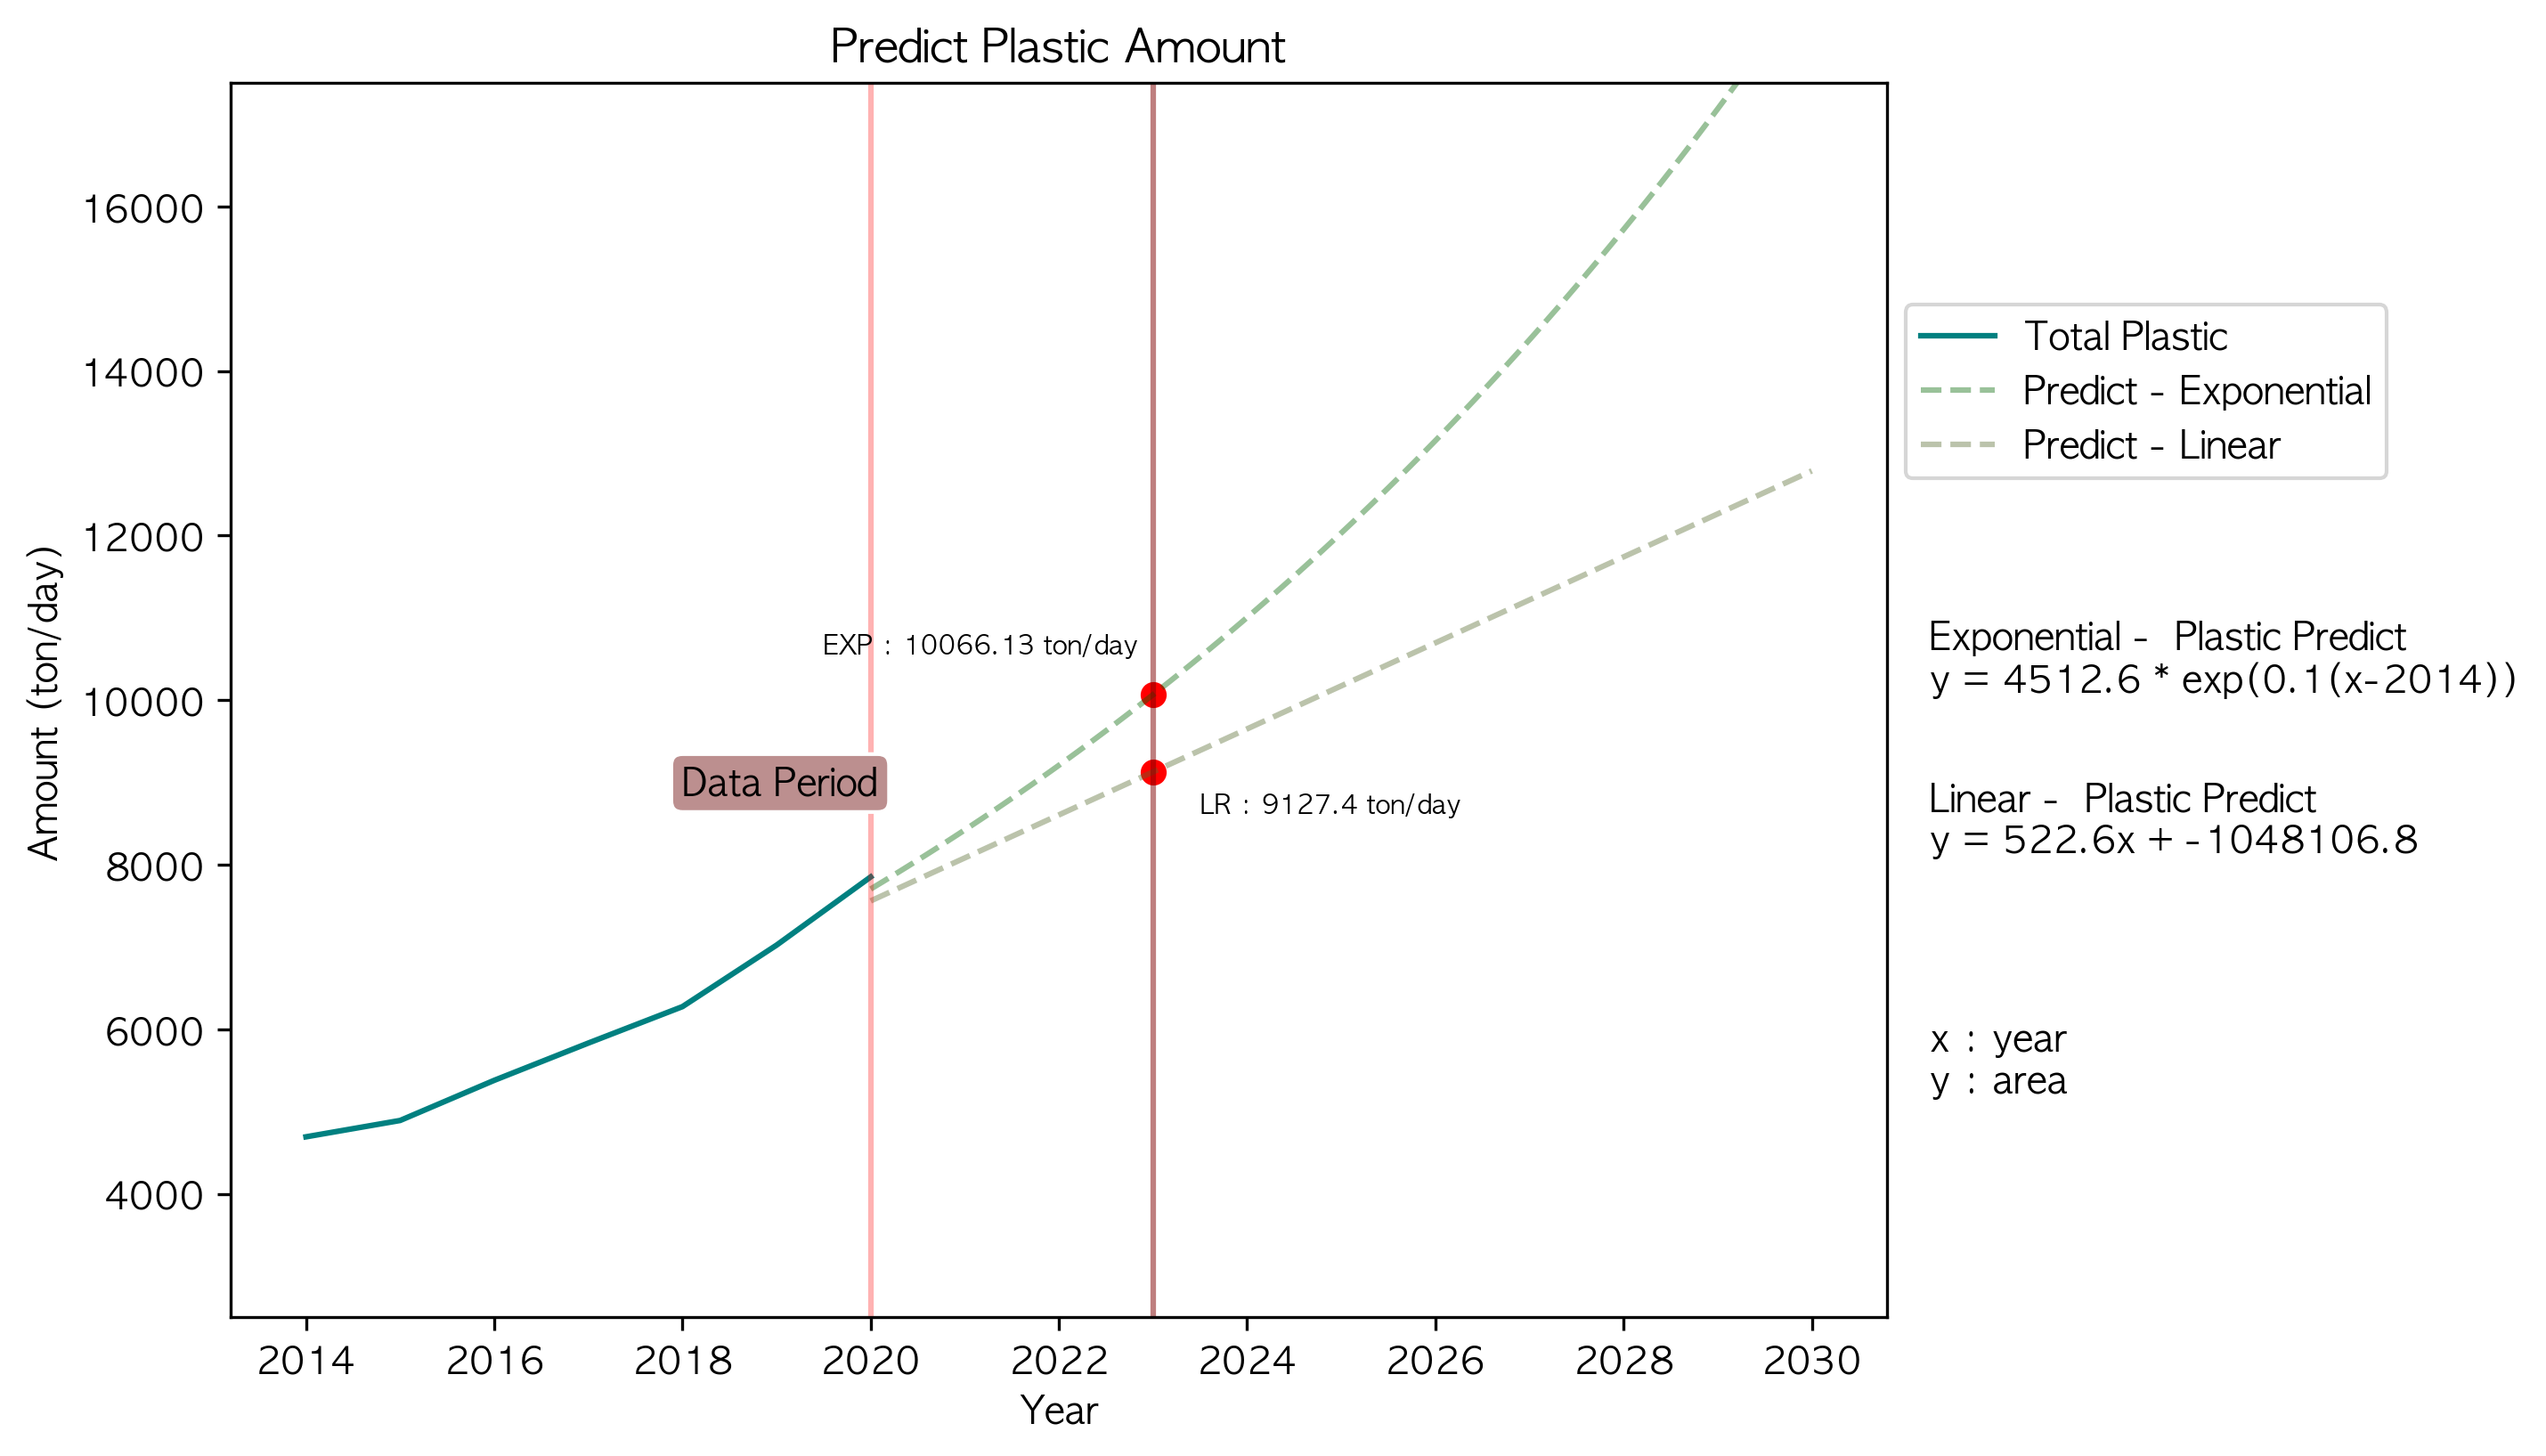 Predict Plastic Amount
Amount (ton/day)
16000
14000
12000
10000
8000
6000
4000
EXP : 10066.13 ton/day
Data Period
LR : 9127.4 ton/day
2014 2016 2018 2020 2022 2024 2026 2028 2030
Year
Total Plastic
Predict - Exponential
Predict - Linear
Exponential - Plastic Predict
y = 4512.6 * exp(0.1(x-2014))
Linear - Plastic Predict
y = 522.6x + -1048106.8
x : year
y : area